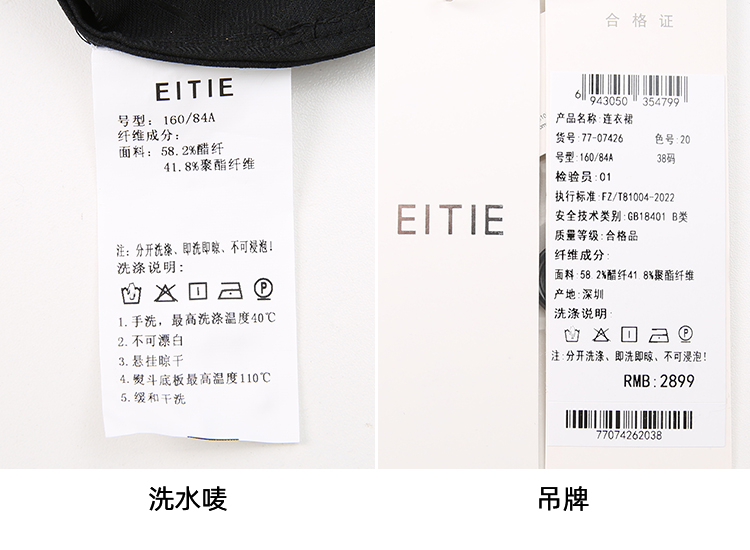 EITIE
号型: 160/84A
纤维成分:
面料: 58.2%醋纤
41.8%聚酯纤维
注: 分开洗涤、即洗即晾、不可浸泡!
洗涤说明:
1.手洗，最高洗涤温度40℃
2.不可漂白
3.悬挂晾干
4.熨斗底板最高温度110℃
5.缓和干洗
洗水唛
EITIE
合格证
6 943050 354799
产品名称: 连衣裙
货号: 77-07426 色号: 20
号型: 160/84A 38码
检验员: 01
执行标准: FZ/T81004-2022
安全技术类别: GB18401 B类
质量等级: 合格品
纤维成分:
面料: 58.2%醋纤41.8%聚酯纤维
产地: 深圳
洗涤说明:
注: 分开洗涤、即洗即晾、不可浸泡!
RMB: 2899
77074262038
吊牌